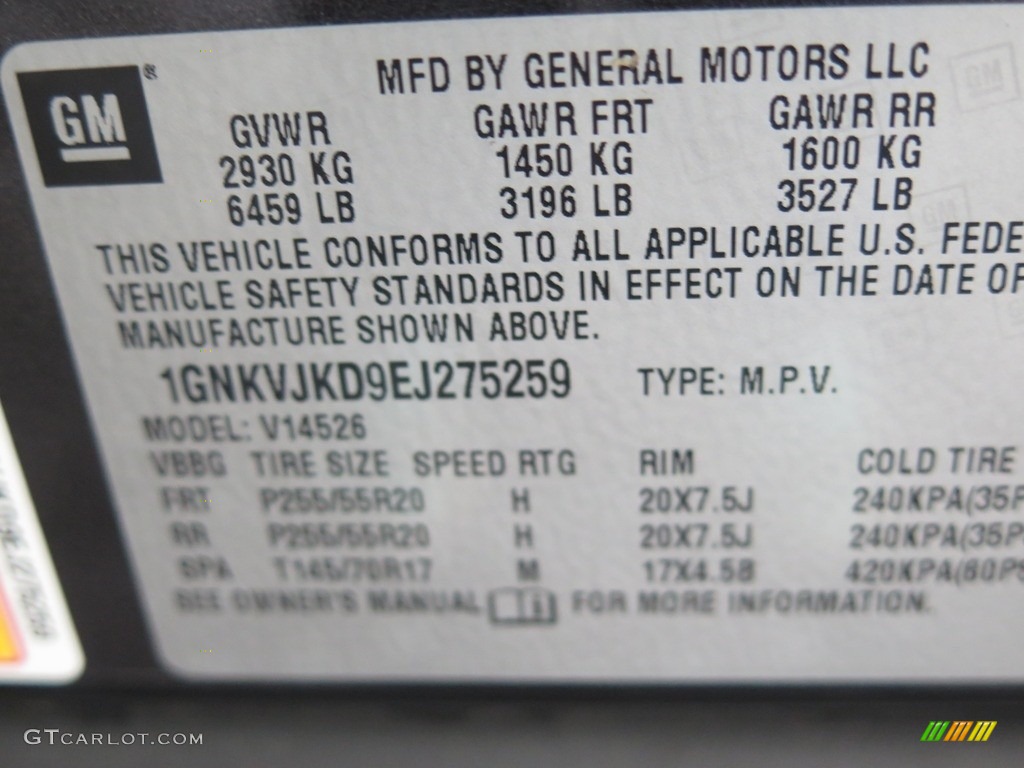 GM®
MFD BY GENERAL MOTORS LLC
GVWR GAWR FRT GAWR RR
2930 KG 1450 KG 1600 KG
6459 LB 3196 LB 3527 LB
THIS VEHICLE CONFORMS TO ALL APPLICABLE U.S. FEDE
VEHICLE SAFETY STANDARDS IN EFFECT ON THE DATE OF
MANUFACTURE SHOWN ABOVE.
1GNKVJKD9EJ275259 TYPE: M.P.V.
MODEL: V14526
VBBG TIRE SIZE SPEED RTG RIM COLD TIRE
FRT P255/55R20 H 20X7.5J 240KPA(35P
RR P255/55R20 H 20X7.5J 240KPA(35PS
SPA T145/70R17 M 17X4.5B 420KPA(60PS
SEE OWNER'S MANUAL FOR MORE INFORMATION.
GTCARLOT.COM